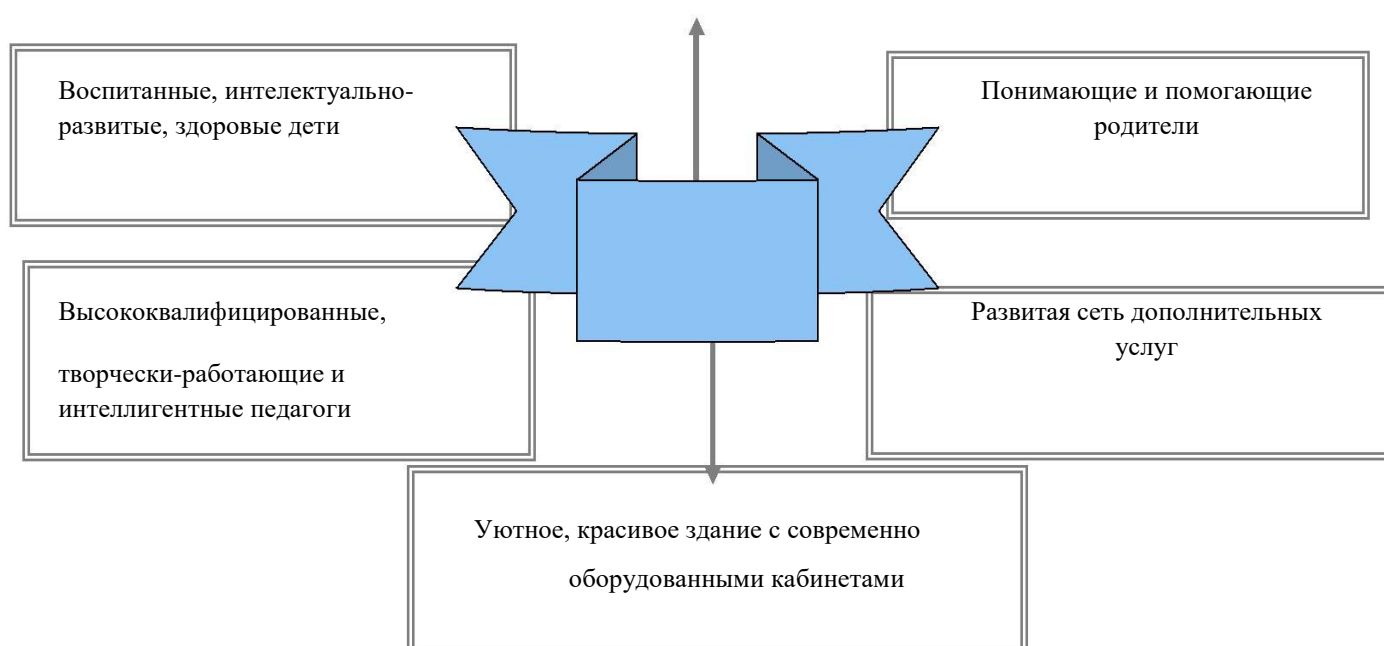 Воспитанные, интелектуально-
развитые, здоровые дети
Понимающие и помогающие
родители
Высококвалифицированные,
творчески-работающие и
интеллигентные педагоги
Развитая сеть дополнительных
услуг
Уютное, красивое здание с современно
оборудованными кабинетами